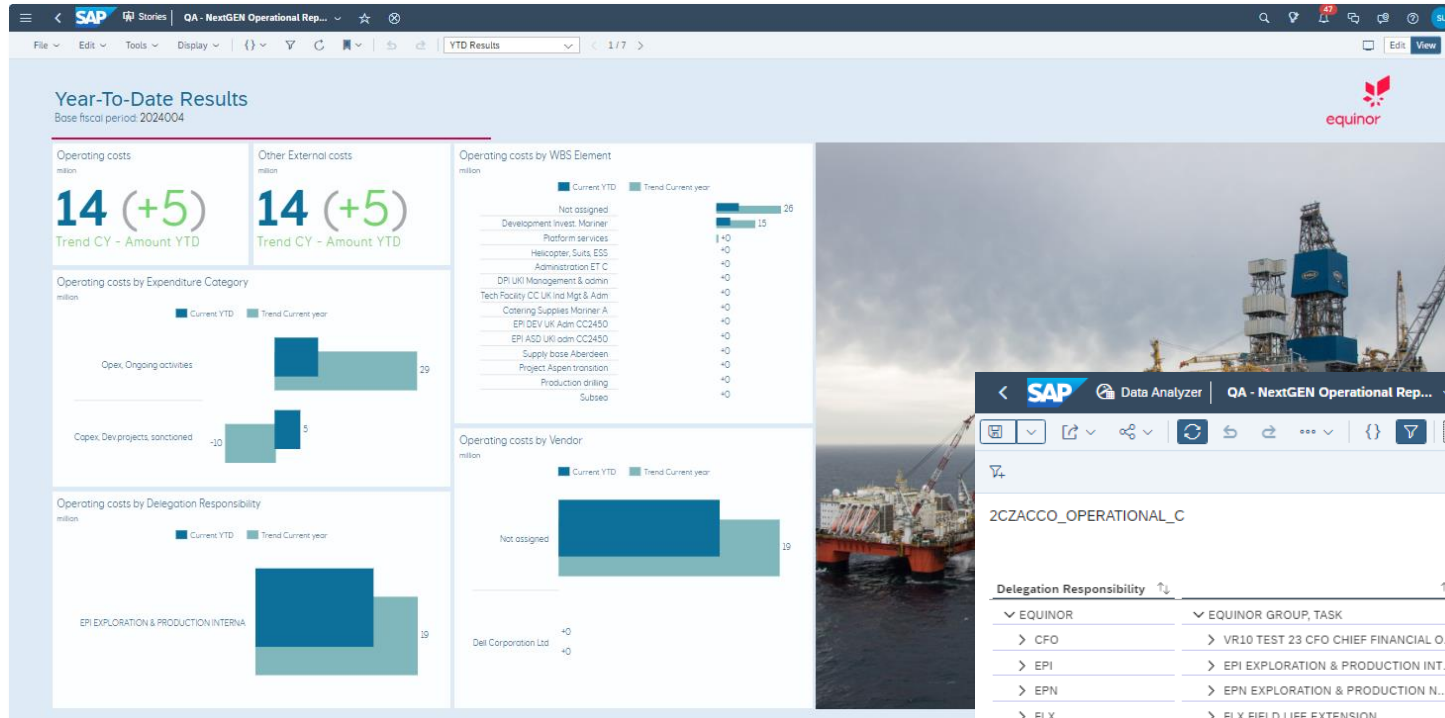 SAP Stories QA - NextGEN Operational Rep...
47
File Edit Tools Display {} YTD Results 1/7 Edit View
Year-To-Date Results
Base fiscal period: 2024004
equinor
Operating costs
million
14 (+5)
Trend CY - Amount YTD
Other External costs
million
14 (+5)
Trend CY - Amount YTD
Operating costs by Expenditure Category
million
Current YTD Trend Current year
Opex, Ongoing activities 29
Capex, Dev.projects, sanctioned -10 5
Operating costs by Delegation Responsibility
million
Current YTD Trend Current year
EPI EXPLORATION & PRODUCTION INTERNA 19
Operating costs by WBS Element
million
Current YTD Trend Current year
Not assigned 26
Development Invest. Mariner 15
Platform services +0
Helicopter, Suits, ESS +0
Administration ET C +0
DPI UKI Management & admin +0
Tech Facility CC UK Ind Mgt & Adm +0
Catering Supplies Mariner A +0
EPI DEV UK Adm CC2450 +0
EPI ASD UKI adm CC2450 +0
Supply base Aberdeen +0
Project Aspen transition +0
Production drilling +0
Subsea +0
Operating costs by Vendor
million
Current YTD Trend Current year
Not assigned 19
Dell Corporation Ltd +0
+0
SAP Data Analyzer QA - NextGEN Operational Rep...
{}
2CZACCO_OPERATIONAL_C
Delegation Responsibility
EQUINOR EQUINOR GROUP, TASK
CFO VR10 TEST 23 CFO CHIEF FINANCIAL O.
EPI EPI EXPLORATION & PRODUCTION INT.
EPN EPN EXPLORATION & PRODUCTION N...
FLX FLX FIELD LIFE EXTENSION